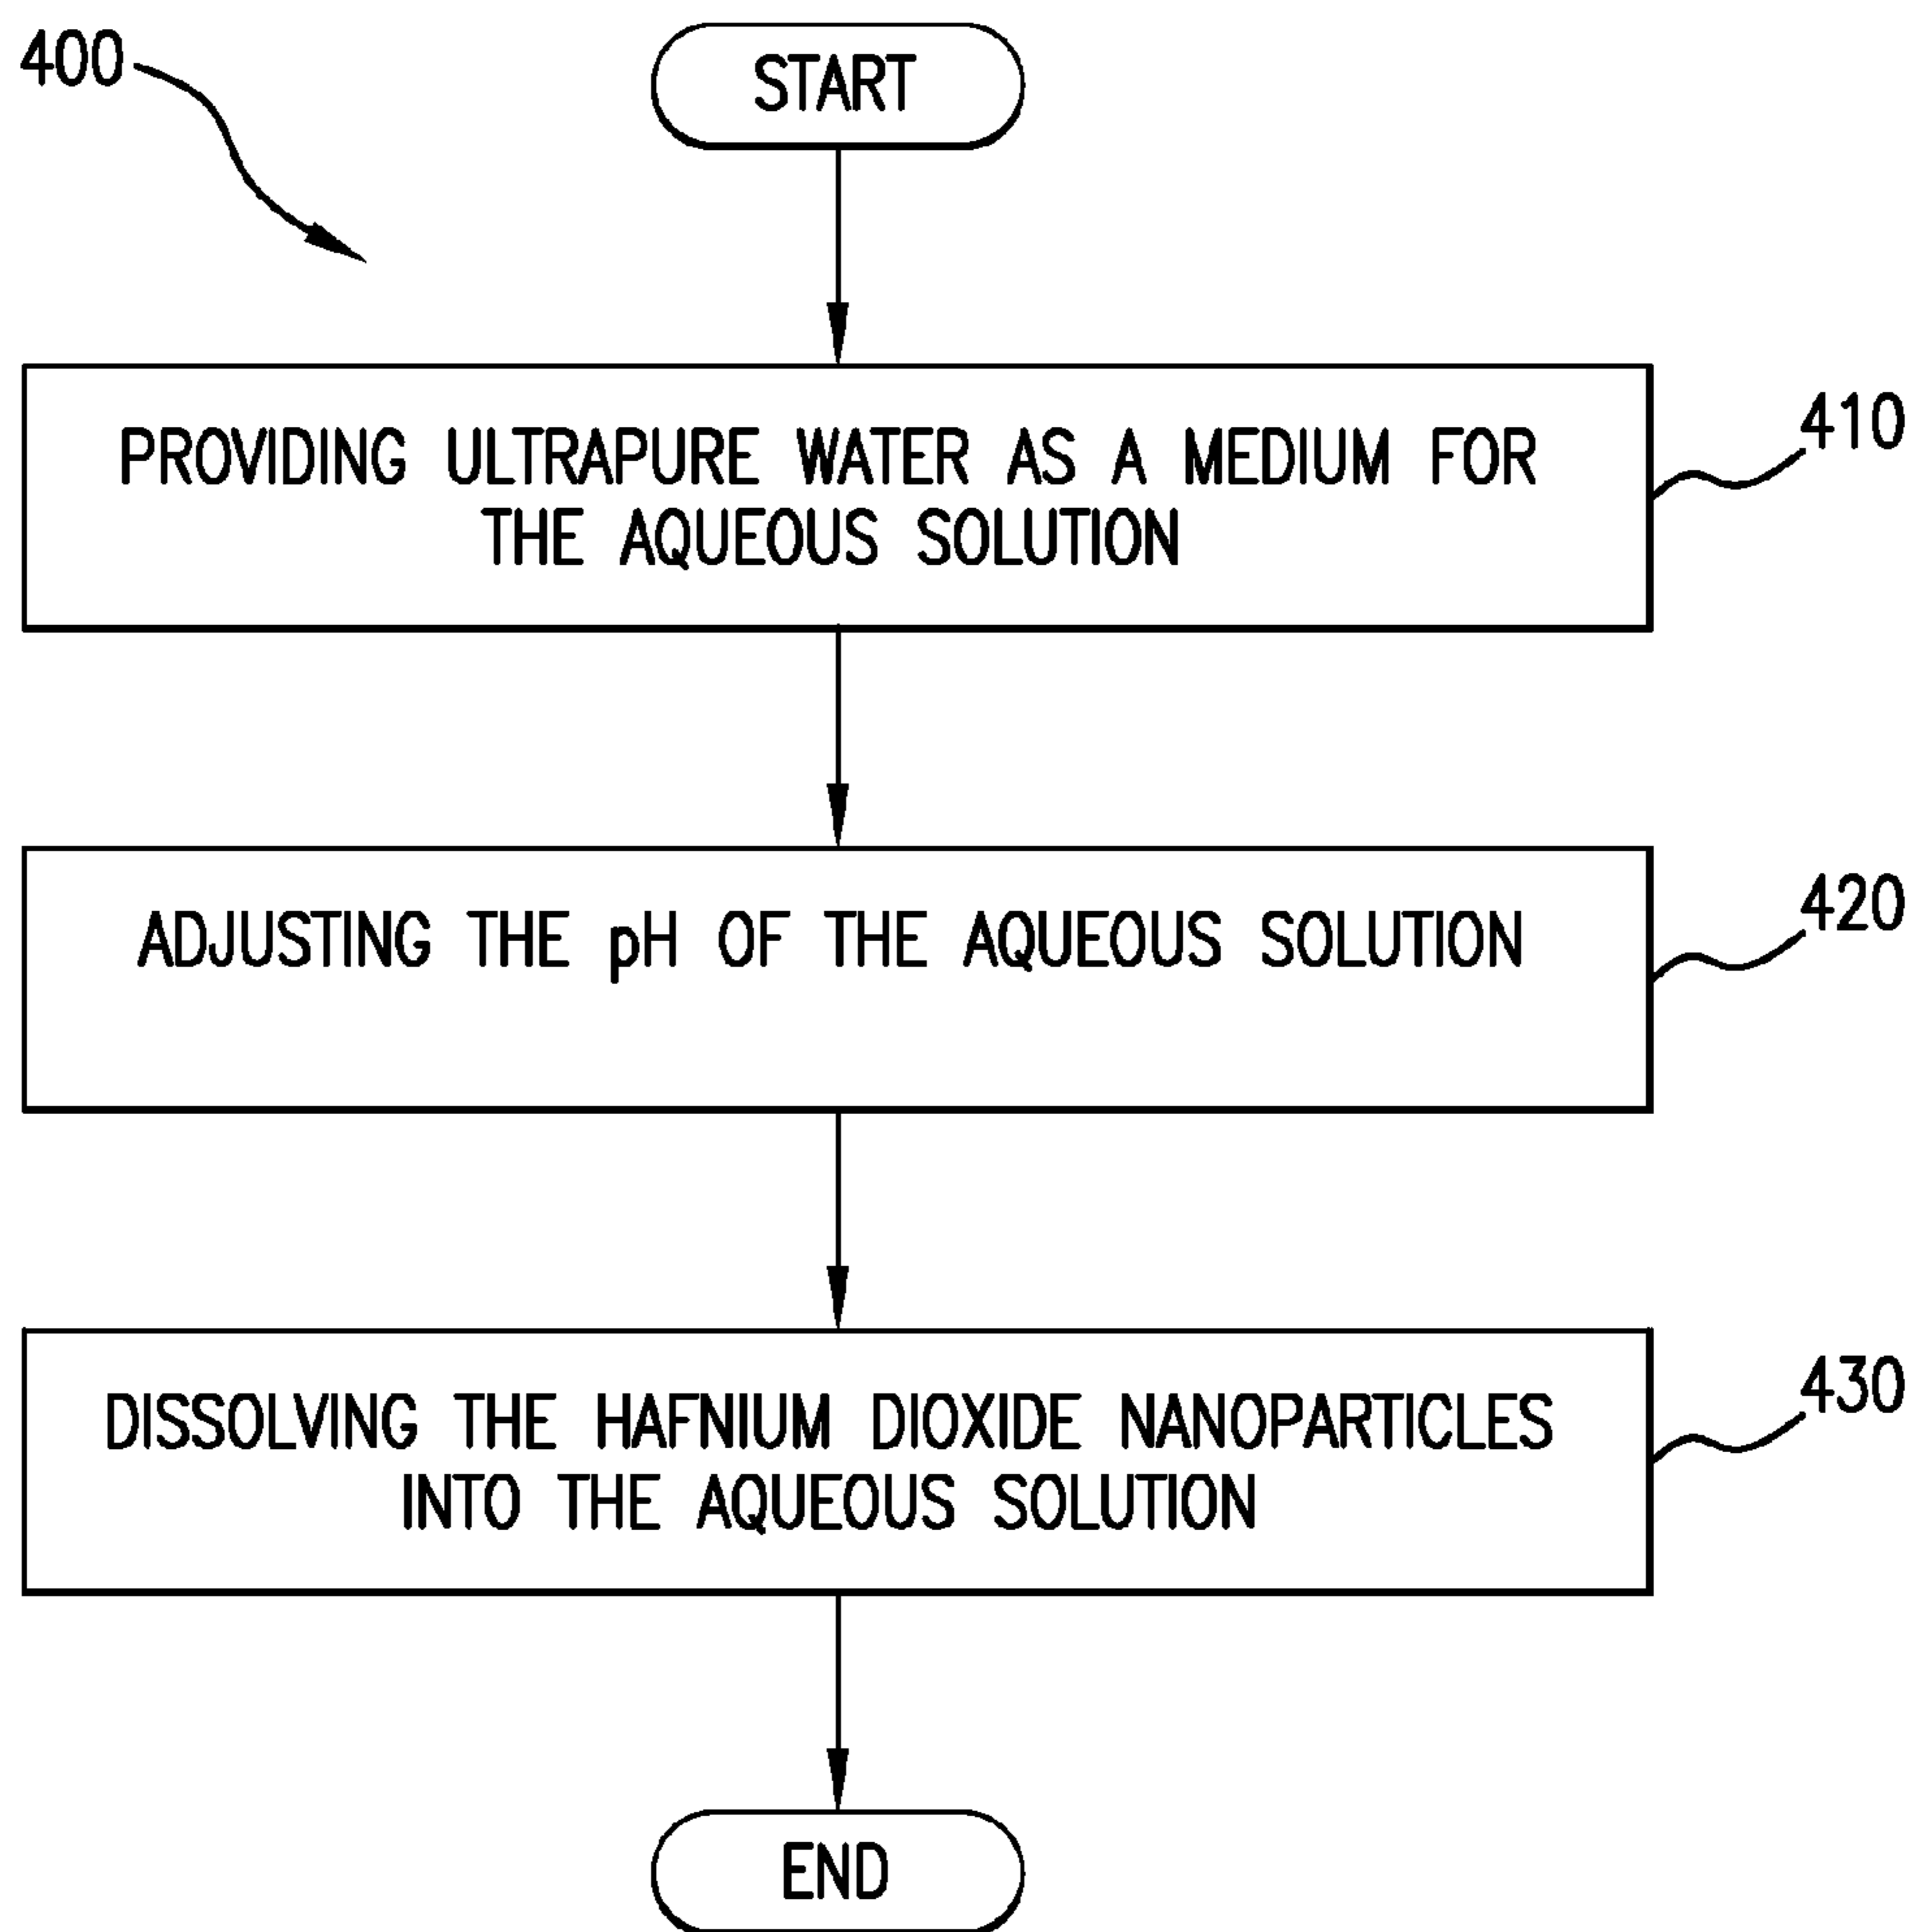 400
START
PROVIDING ULTRAPURE WATER AS A MEDIUM FOR
THE AQUEOUS SOLUTION
410
ADJUSTING THE pH OF THE AQUEOUS SOLUTION
420
DISSOLVING THE HAFNIUM DIOXIDE NANOPARTICLES
INTO THE AQUEOUS SOLUTION
430
END